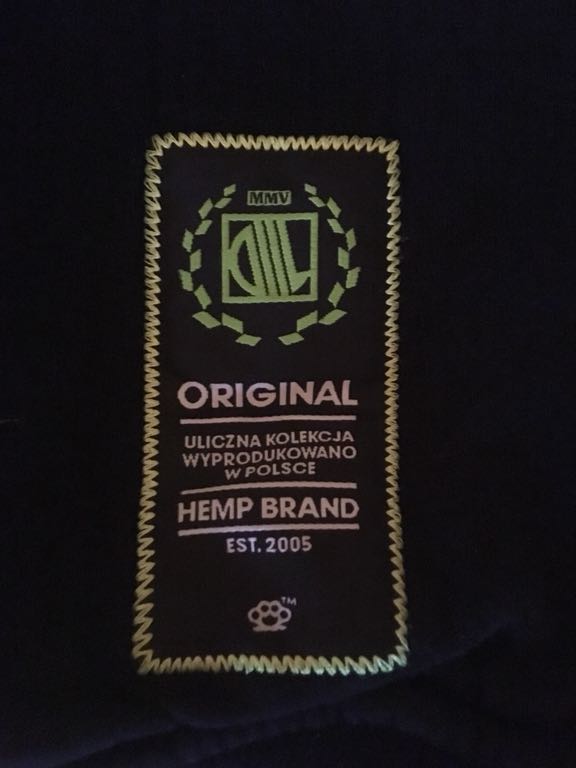 MMV
ORIGINAL
ULICZNA KOLEKCJA
WYPRODUKOWANO
W POLSCE
HEMP BRAND
EST. 2005
TM